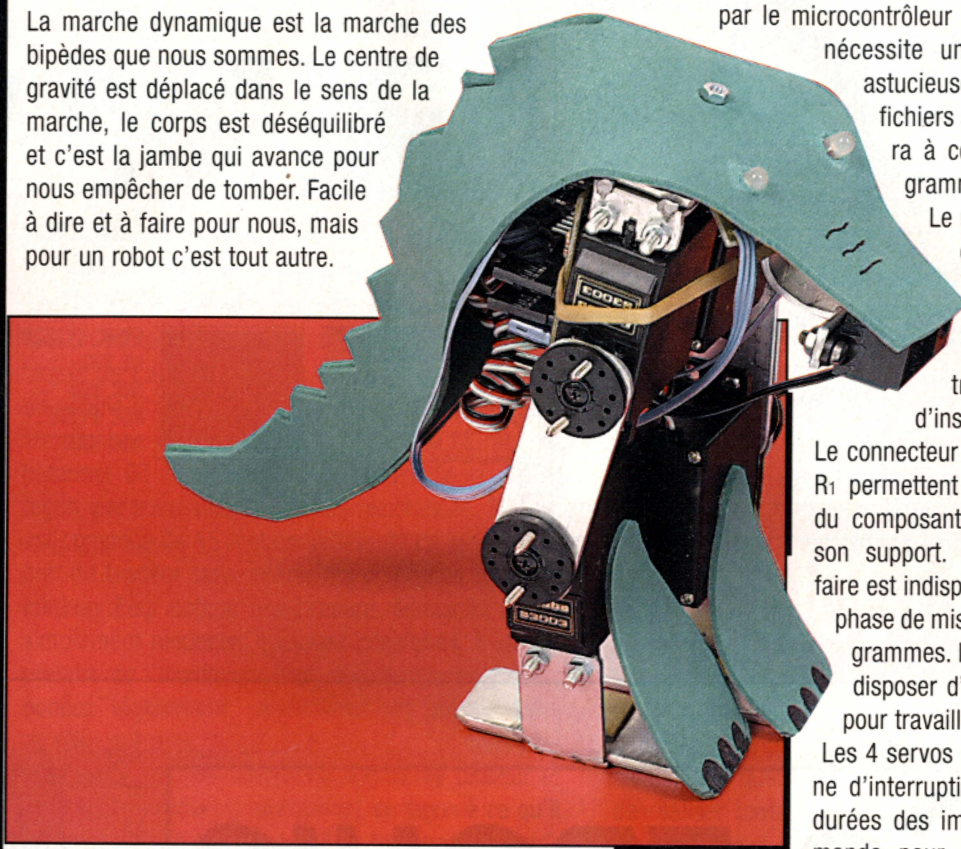 La marche dynamique est la marche des
bipèdes que nous sommes. Le centre de
gravité est déplacé dans le sens de la
marche, le corps est déséquilibré
et c'est la jambe qui avance pour
nous empêcher de tomber. Facile
à dire et à faire pour nous, mais
pour un robot c'est tout autre.
par le microcontrôleur
nécessite un
astucieuse
fichiers
ra à c
gramm
Le
tr
d'ins
Le connecteur
R1 permettent
du composant
son support.
faire est indisp
phase de mis
grammes.
disposer d'
pour travaill
Les 4 servos
ne d'interrupti
durées des im
mande pour